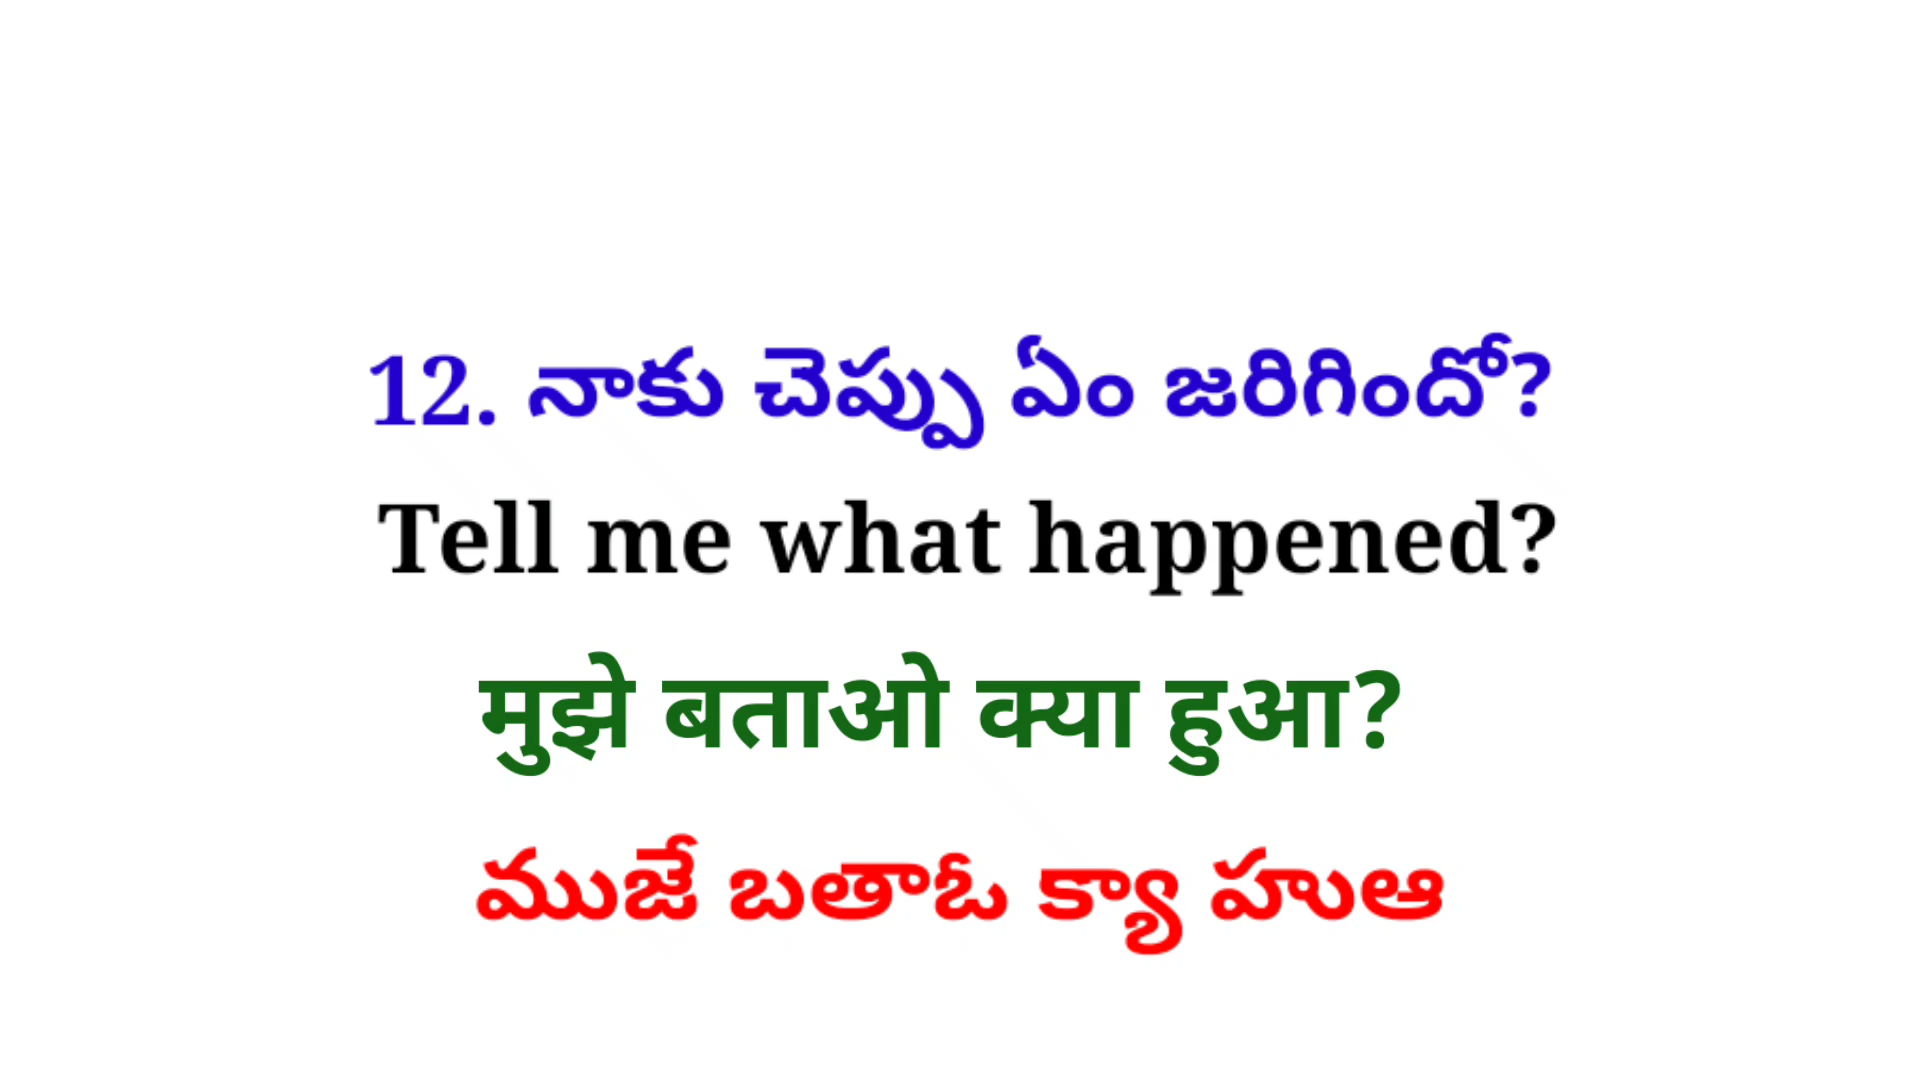 12. నాకు చెప్పు ఏం జరిగిందో?
Tell me what happened?
मुझे बताओ क्या हुआ?
ముజే బతాఓ క్యా హుఆ